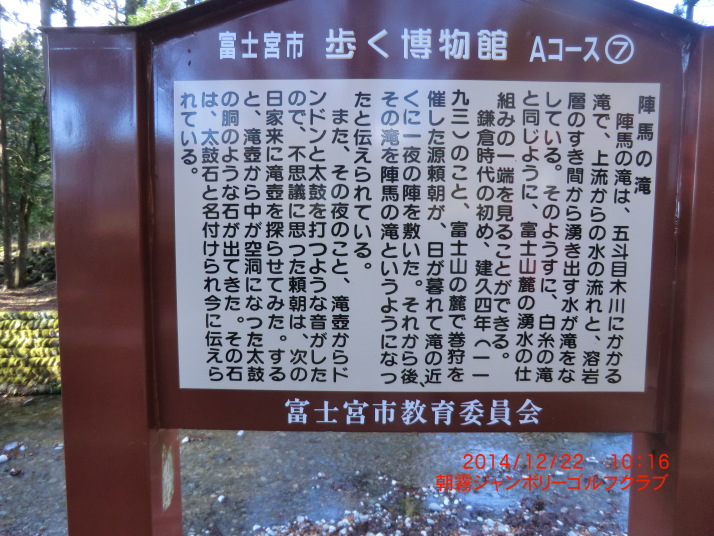 富士宮市 歩く博物館 Aコース⑦
陣馬の滝
陣馬の滝は、五斗目木川にかかる
滝で、上流からの水の流れと、溶岩
層のすき間から湧き出す水が滝をな
している。そのようすに、白糸の滝
と同じように、富士山麓の湧水の仕
組みの一端を見ることができる。
鎌倉時代の初め、建久四年（一一
九三）のこと、富士山の麓で巻狩を
催した源頼朝が、日が暮れて滝の近
くに一夜の陣を敷いた。それから後、
その滝を陣馬の滝というようになっ
たと伝えられている。
また、その夜のこと、滝壺からド
ンドンと太鼓を打つような音がした
ので、不思議に思った頼朝は、次の
日家来に滝壺を探らせてみた。する
と、滝壺から中が空洞になった太鼓
の胴のような石が出てきた。その石
は、太鼓石と名付けられ今に伝えら
れている。
富士宮市教育委員会
2014/12/22 10:16
朝霧ジャンボリーゴルフクラブ